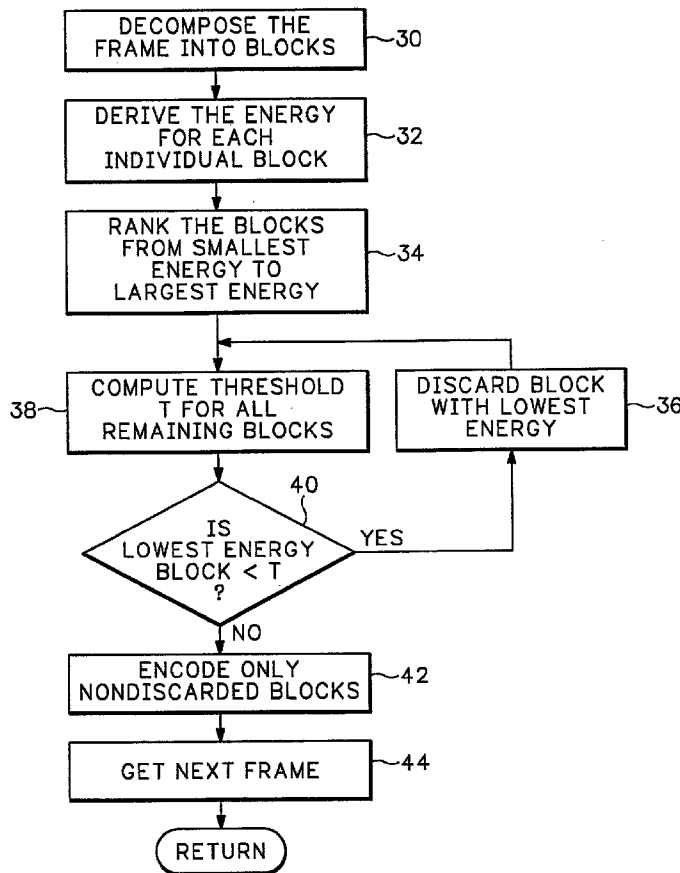 DECOMPOSE THE
FRAME INTO BLOCKS
30
DERIVE THE ENERGY
FOR EACH
INDIVIDUAL BLOCK
32
RANK THE BLOCKS
FROM SMALLEST
ENERGY TO
LARGEST ENERGY
34
38
COMPUTE THRESHOLD
T FOR ALL
REMAINING BLOCKS
DISCARD BLOCK
WITH LOWEST
ENERGY
36
40
IS
LOWEST ENERGY
BLOCK < T
?
YES
NO
ENCODE ONLY
NONDISCARDED BLOCKS
42
GET NEXT FRAME
44
RETURN